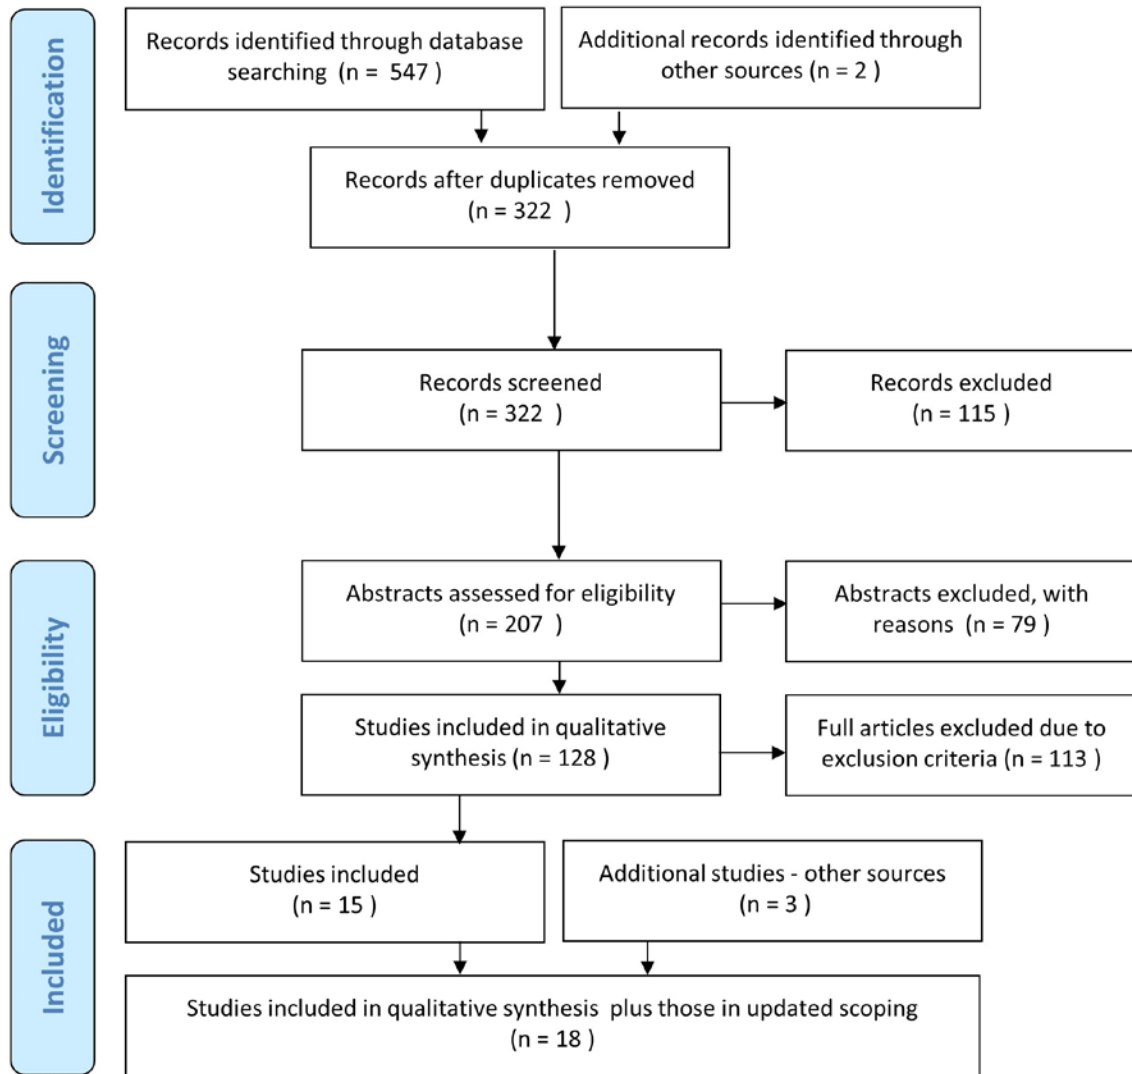 Identification
Records identified through database
searching (n = 547)
Additional records identified through
other sources (n = 2 )
Records after duplicates removed
(n = 322 )
Screening
Records screened
(n = 322 )
Records excluded
(n = 115 )
Eligibility
Abstracts assessed for eligibility
(n = 207 )
Abstracts excluded, with
reasons (n = 79 )
Studies included in qualitative
synthesis (n = 128 )
Full articles excluded due to
exclusion criteria (n = 113 )
Included
Studies included
(n = 15 )
Additional studies - other sources
(n = 3 )
Studies included in qualitative synthesis plus those in updated scoping
(n = 18 )